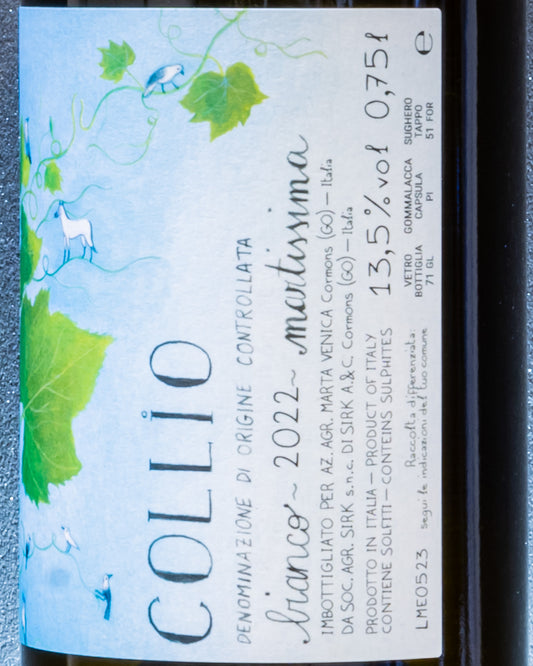 COLLIO
DENOMINAZIONE DI ORIGINE CONTROLLATA
bianco ~ 2022 ~ martissima
IMBOTTIGLIATO PER AZ. AGR. MARTA VENICA Cormons (GO) — Italia
DA SOC. AGR. SIRK s.n.c. DI SIRK A.&C. Cormons (GO) — Italia
PRODOTTO IN ITALIA — PRODUCT OF ITALY
CONTIENE SOLFITI — CONTEINS SULPHITES
13,5%vol 0,75l
Raccolta differenziata:
LME0523 segui le indicazioni del tuo comune
VETRO
BOTTIGLIA
71 GL
GOMMALACCA
CAPSULA
PI
SUGHERO
TAPPO
51 FOR
e